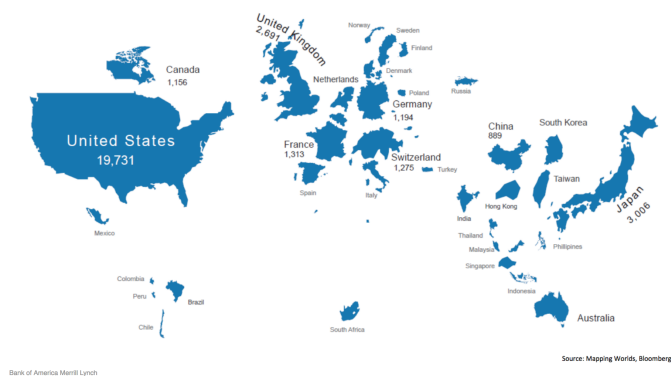 Norway
Sweden
Finland
United Kingdom
2,691
Canada
1,156
Netherlands
Denmark
Poland
Russia
Germany
1,194
United States
19,731
France
1,313
Switzerland
1,275
Turkey
China
889
South Korea
Spain
Italy
Taiwan
Japan
3,006
India
Hong Kong
Mexico
Thailand
Malaysia
Phillipines
Singapore
Colombia
Peru
Brazil
Indonesia
Chile
South Africa
Australia
Source: Mapping Worlds, Bloomberg
Bank of America Merrill Lynch